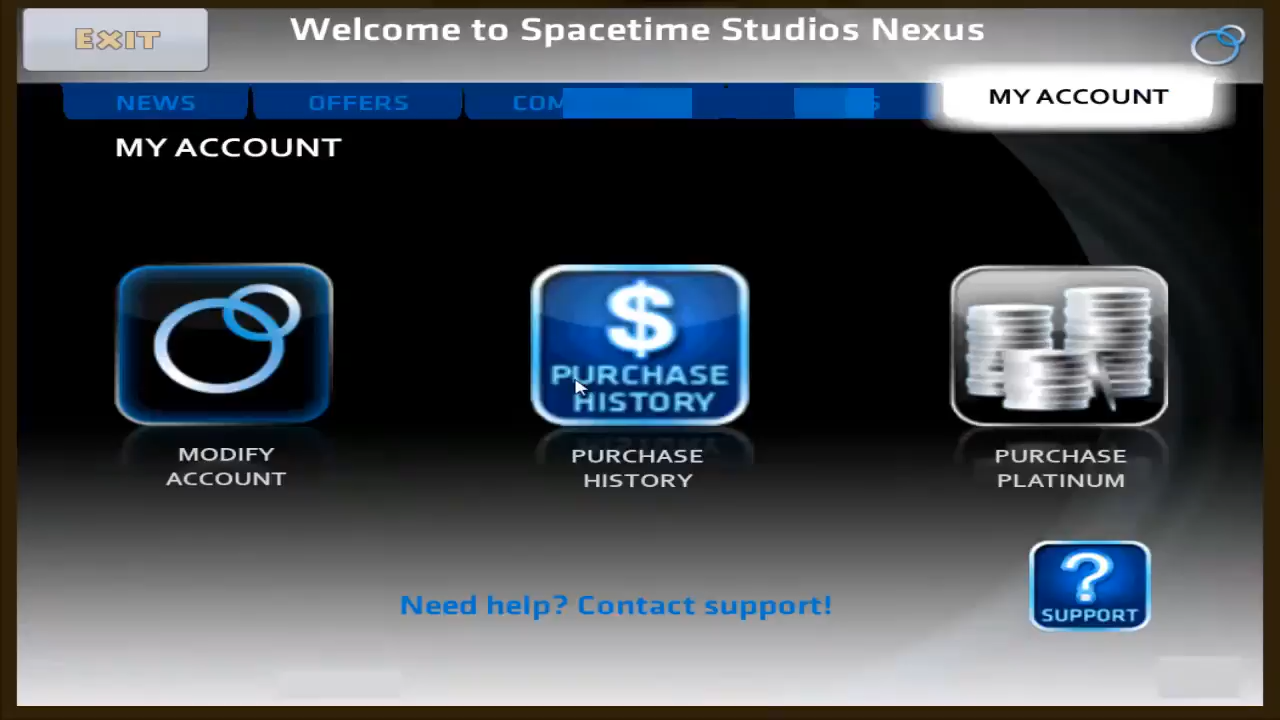 EXIT
Welcome to Spacetime Studios Nexus
NEWS
OFFERS
MY ACCOUNT
MY ACCOUNT
$
PURCHASE
HISTORY
MODIFY
ACCOUNT
PURCHASE
HISTORY
PURCHASE
PLATINUM
Need help? Contact support!
?
SUPPORT